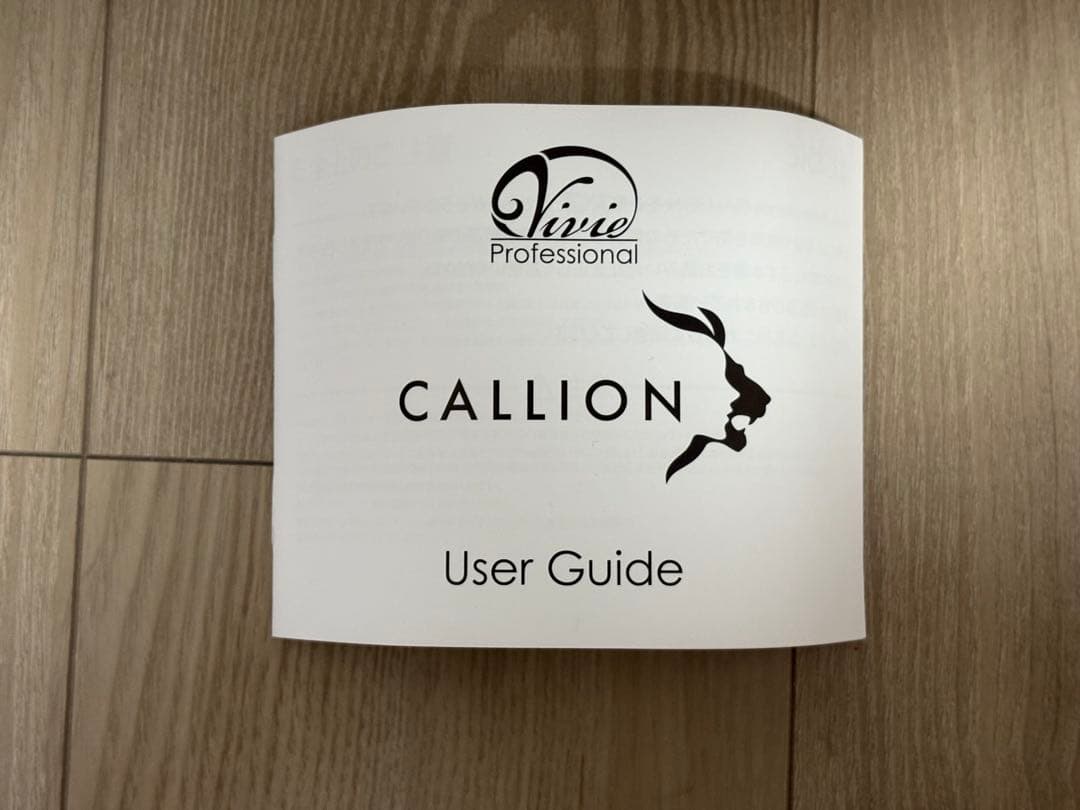 Vivie
Professional
CALLION
User Guide